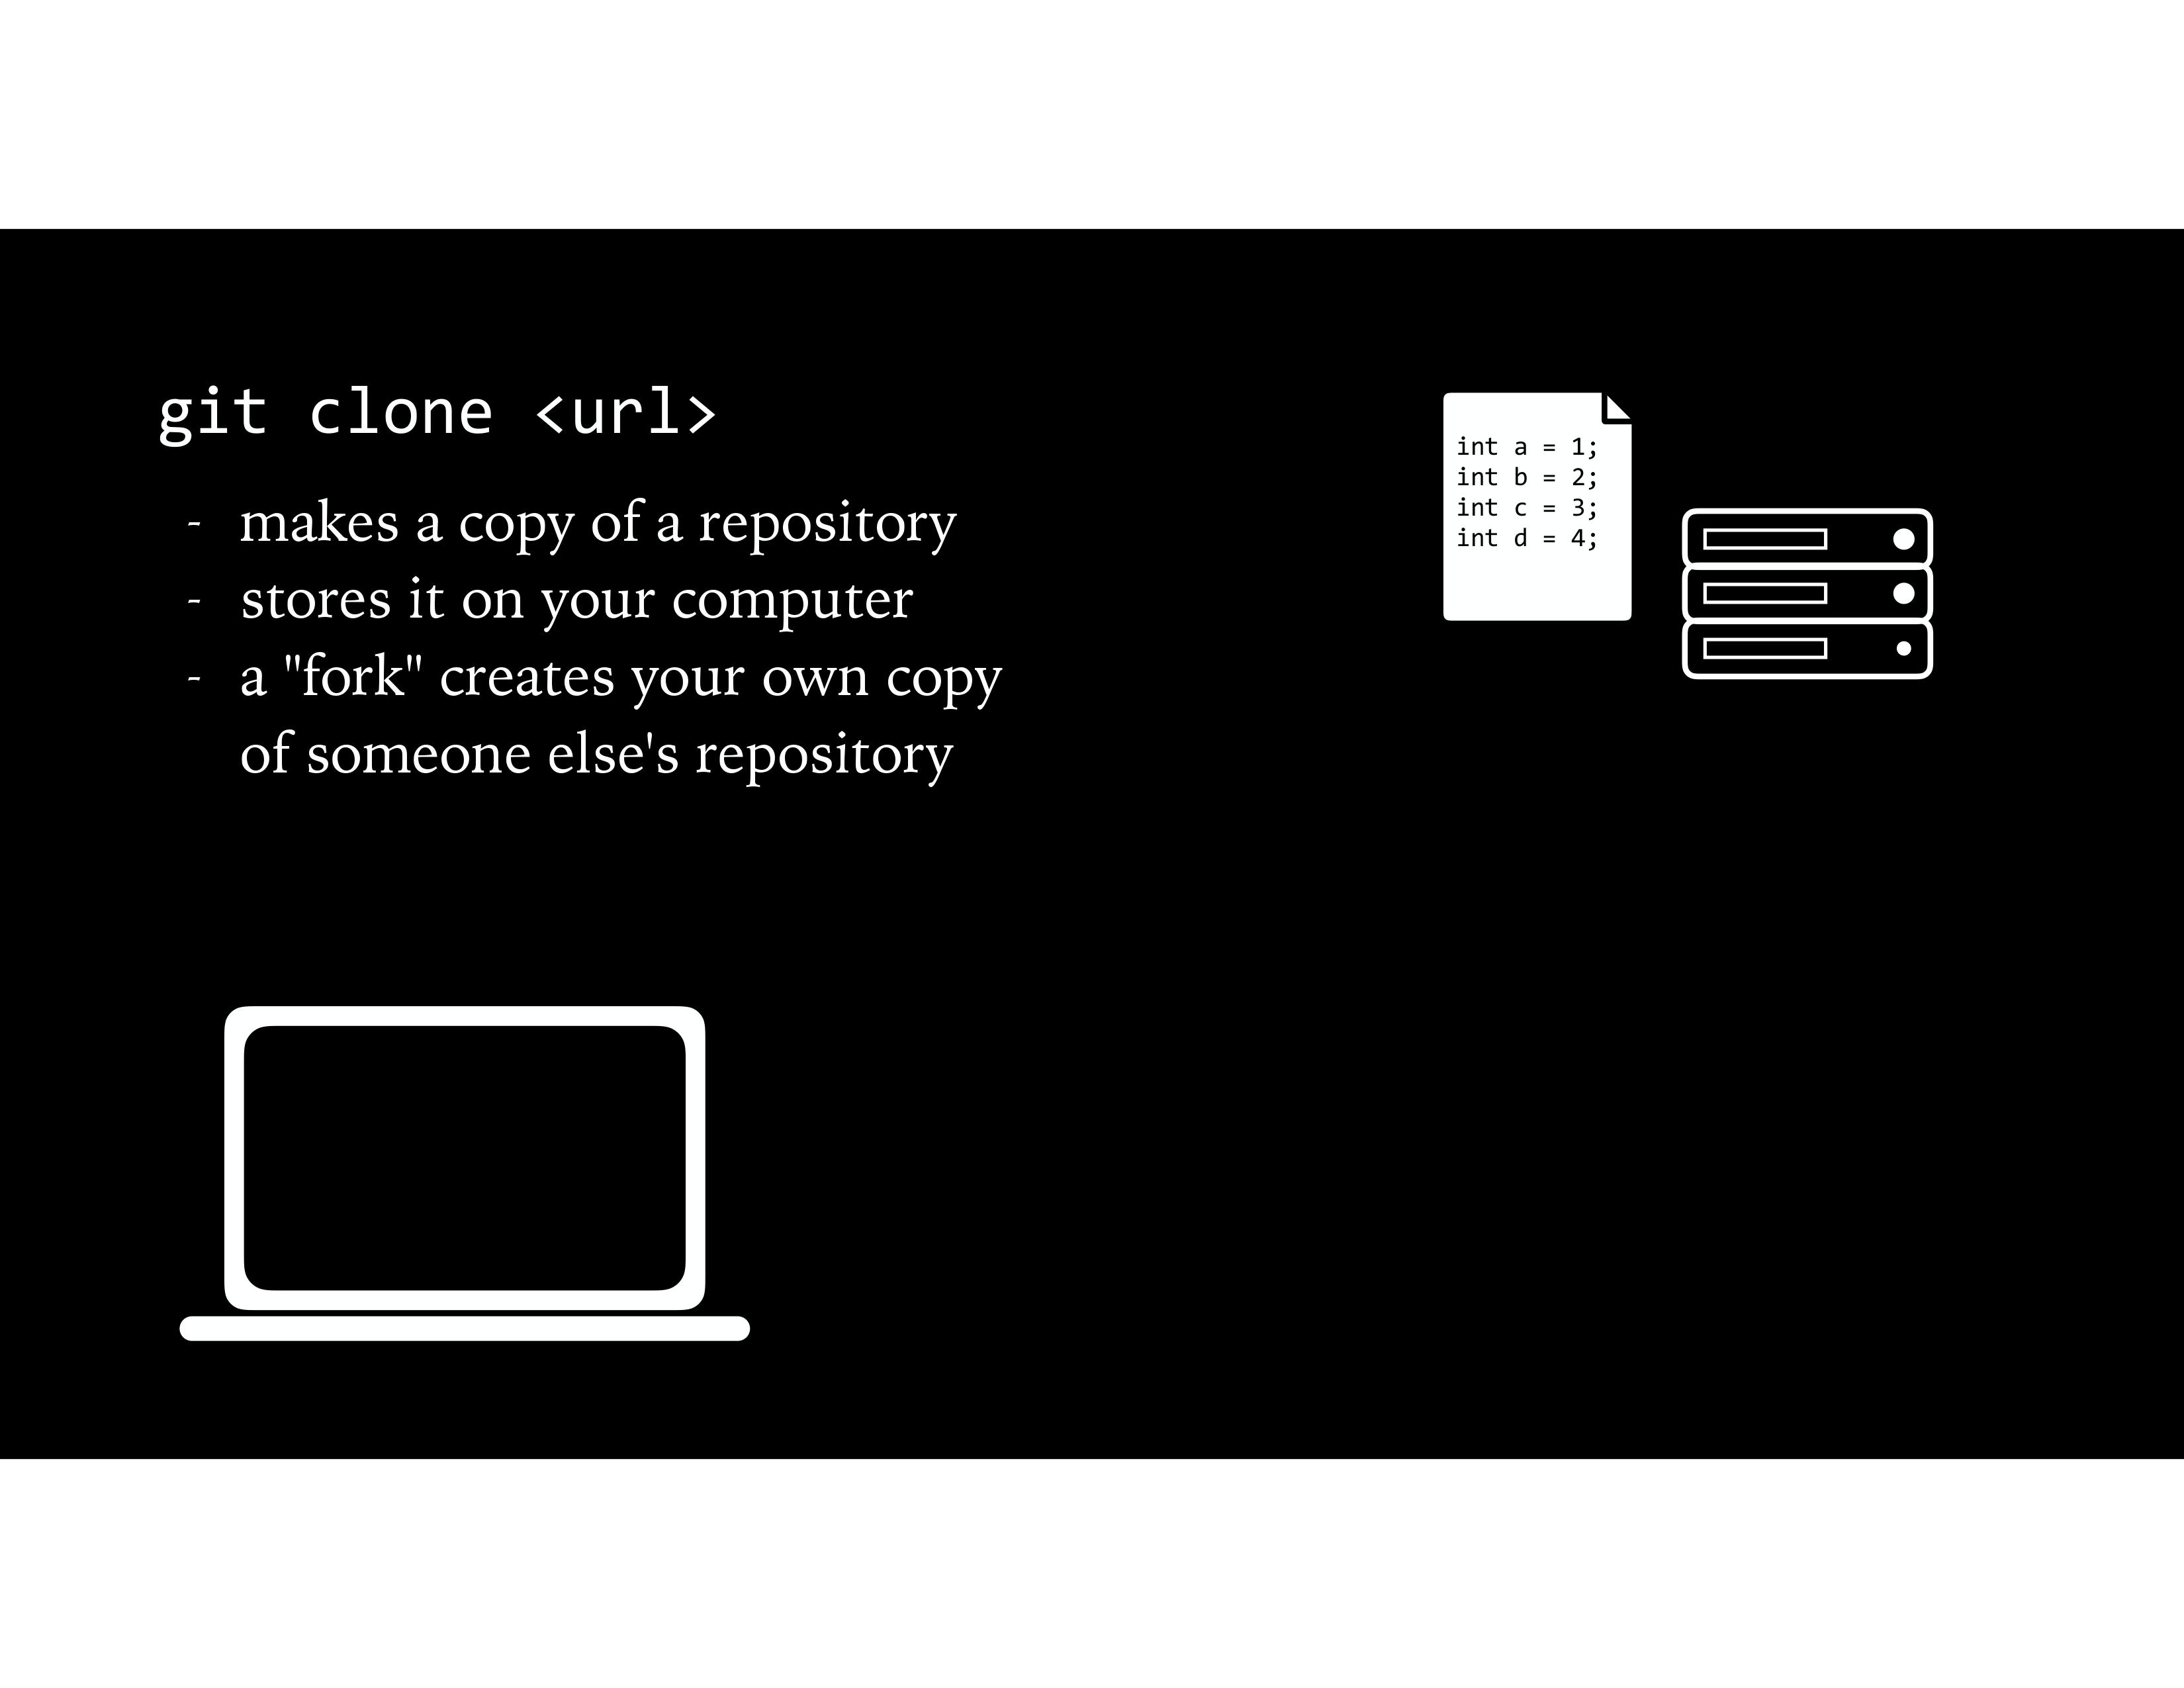 git clone <url>
- makes a copy of a repository
- stores it on your computer
- a "fork" creates your own copy
of someone else's repository
int a = 1;
int b = 2;
int c = 3;
int d = 4;